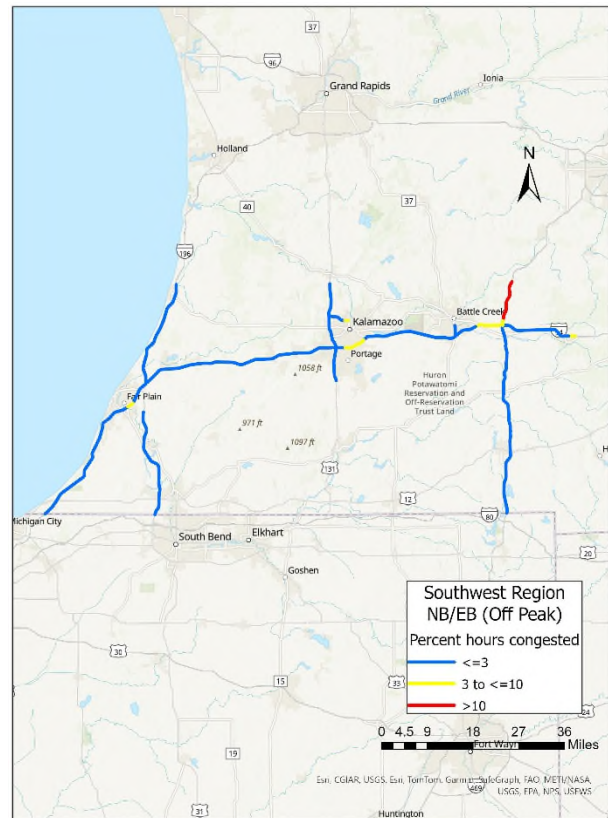 37
96
Ionia
Grand Rapids
Grand River
Holland
N
40
37
196
Battle Creek
Kalamazoo
Portage
1058 ft
Huron
Potawatomi
Reservation and
Off-Reservation
Trust Land
Fair Plain
971 ft
1097 ft
131
12
Michigan City
80
South Bend
Elkhart
20
Goshen
Southwest Region
NB/EB (Off Peak)
Percent hours congested
<=3
3 to <=10
>10
30
15
33
24
0 4.5 9 18 27 36
Miles
Fort Wayn
19
Esri, CGIAR, USGS, Esri, TomTom, Garmin, SafeGraph, FAO, METI/NASA,
USGS, EPA, NPS, USFWS
469
31
Huntington